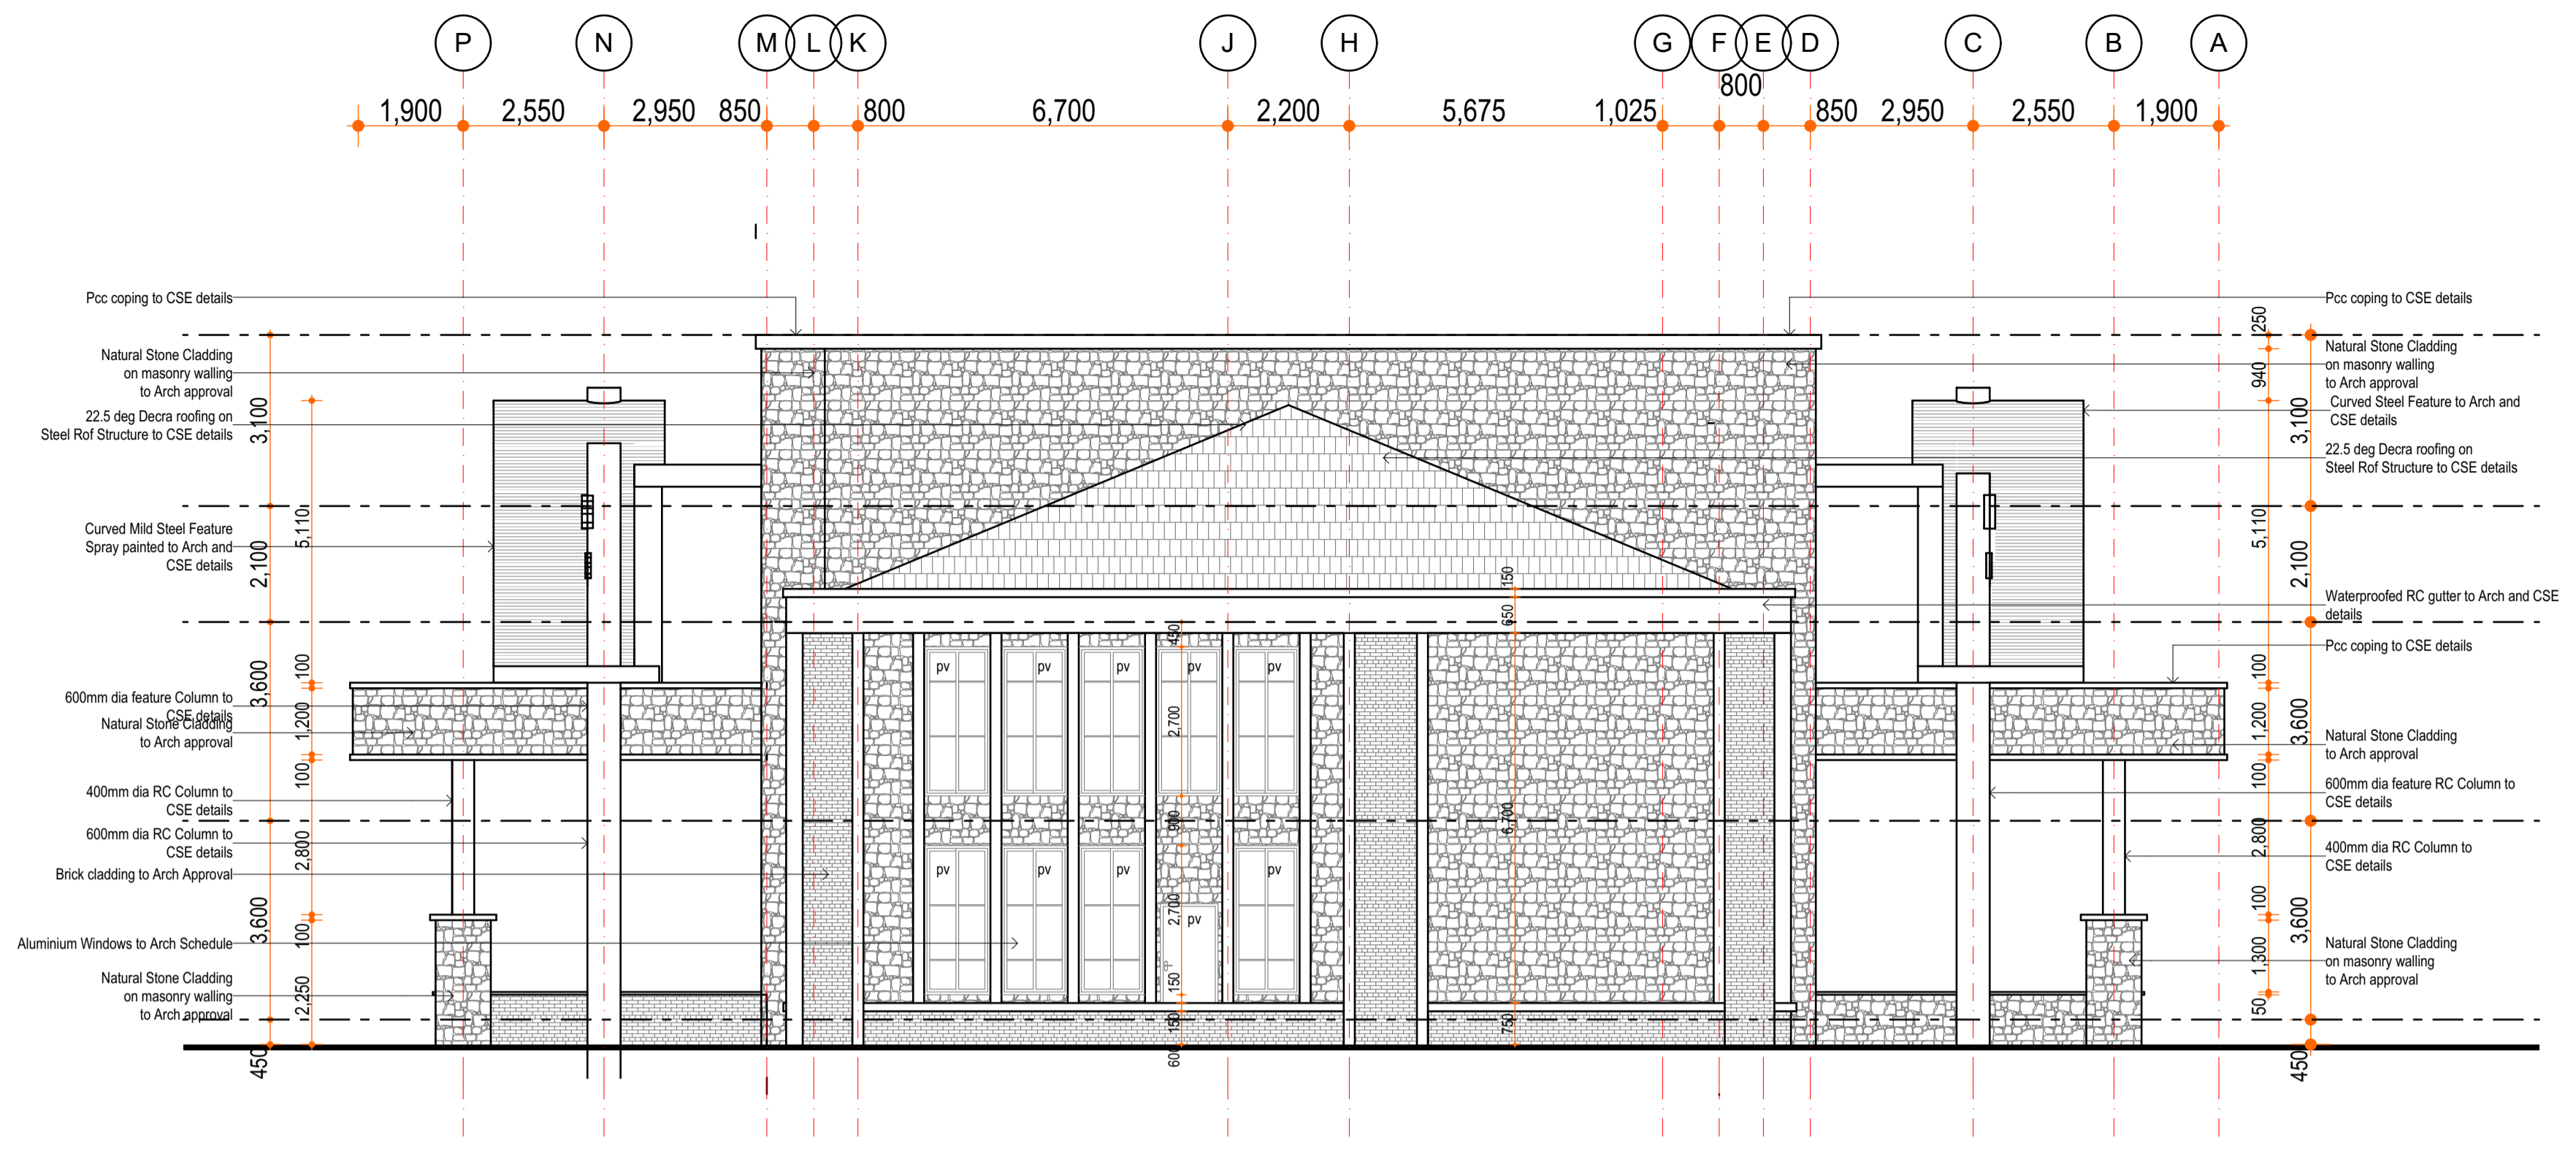 P N M L K J H G F E D C B A
800
1,900 2,550 2,950 850 800 6,700 2,200 5,675 1,025 850 2,950 2,550 1,900
Pcc coping to CSE details
Natural Stone Cladding
on masonry walling
to Arch approval
22.5 deg Decra roofing on
Steel Rof Structure to CSE details
Curved Mild Steel Feature
Spray painted to Arch and
CSE details
600mm dia feature Column to
CSE details
Natural Stone Cladding
to Arch approval
400mm dia RC Column to
CSE details
600mm dia RC Column to
CSE details
Brick cladding to Arch Approval
Aluminium Windows to Arch Schedule
Natural Stone Cladding
on masonry walling
to Arch approval
3,100
2,100
3,600
3,600
450
5,110
100
1,200
100
2,800
100
2,250
pv pv pv pv pv
pv pv pv pv
pv
450
2,700
900
2,700
150
150
600
150
650
6,700
750
250
940
5,110
100
1,200
100
2,800
100
1,300
50
3,100
2,100
3,600
3,600
450
Pcc coping to CSE details
Natural Stone Cladding
on masonry walling
to Arch approval
Curved Steel Feature to Arch and
CSE details
22.5 deg Decra roofing on
Steel Rof Structure to CSE details
Waterproofed RC gutter to Arch and CSE
details
Pcc coping to CSE details
Natural Stone Cladding
to Arch approval
600mm dia feature RC Column to
CSE details
400mm dia RC Column to
CSE details
Natural Stone Cladding
on masonry walling
to Arch approval